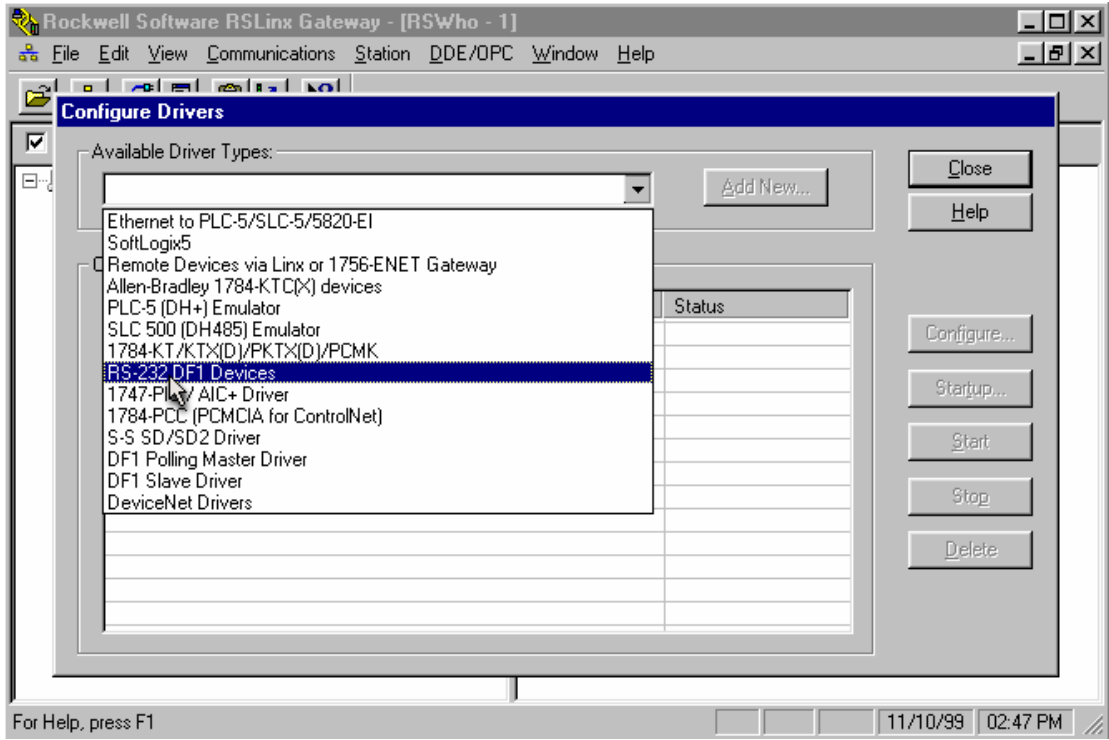 Rockwell Software RSLinx Gateway - [RSWho - 1]
File Edit View Communications Station DDE/OPC Window Help
Configure Drivers
Available Driver Types:
Add New...
Close
Help
Ethernet to PLC-5/SLC-5/5820-EI
SoftLogix5
Remote Devices via Linx or 1756-ENET Gateway
Allen-Bradley 1784-KTC(X) devices
PLC-5 (DH+) Emulator
SLC 500 (DH485) Emulator
1784-KT/KTX(D)/PKTX(D)/PCMK
RS-232 DF1 Devices
1747-PIC / AIC+ Driver
1784-PCC (PCMCIA for ControlNet)
S-S SD/SD2 Driver
DF1 Polling Master Driver
DF1 Slave Driver
DeviceNet Drivers
Status
Configure...
Startup...
Start
Stop
Delete
For Help, press F1
11/10/99 02:47 PM